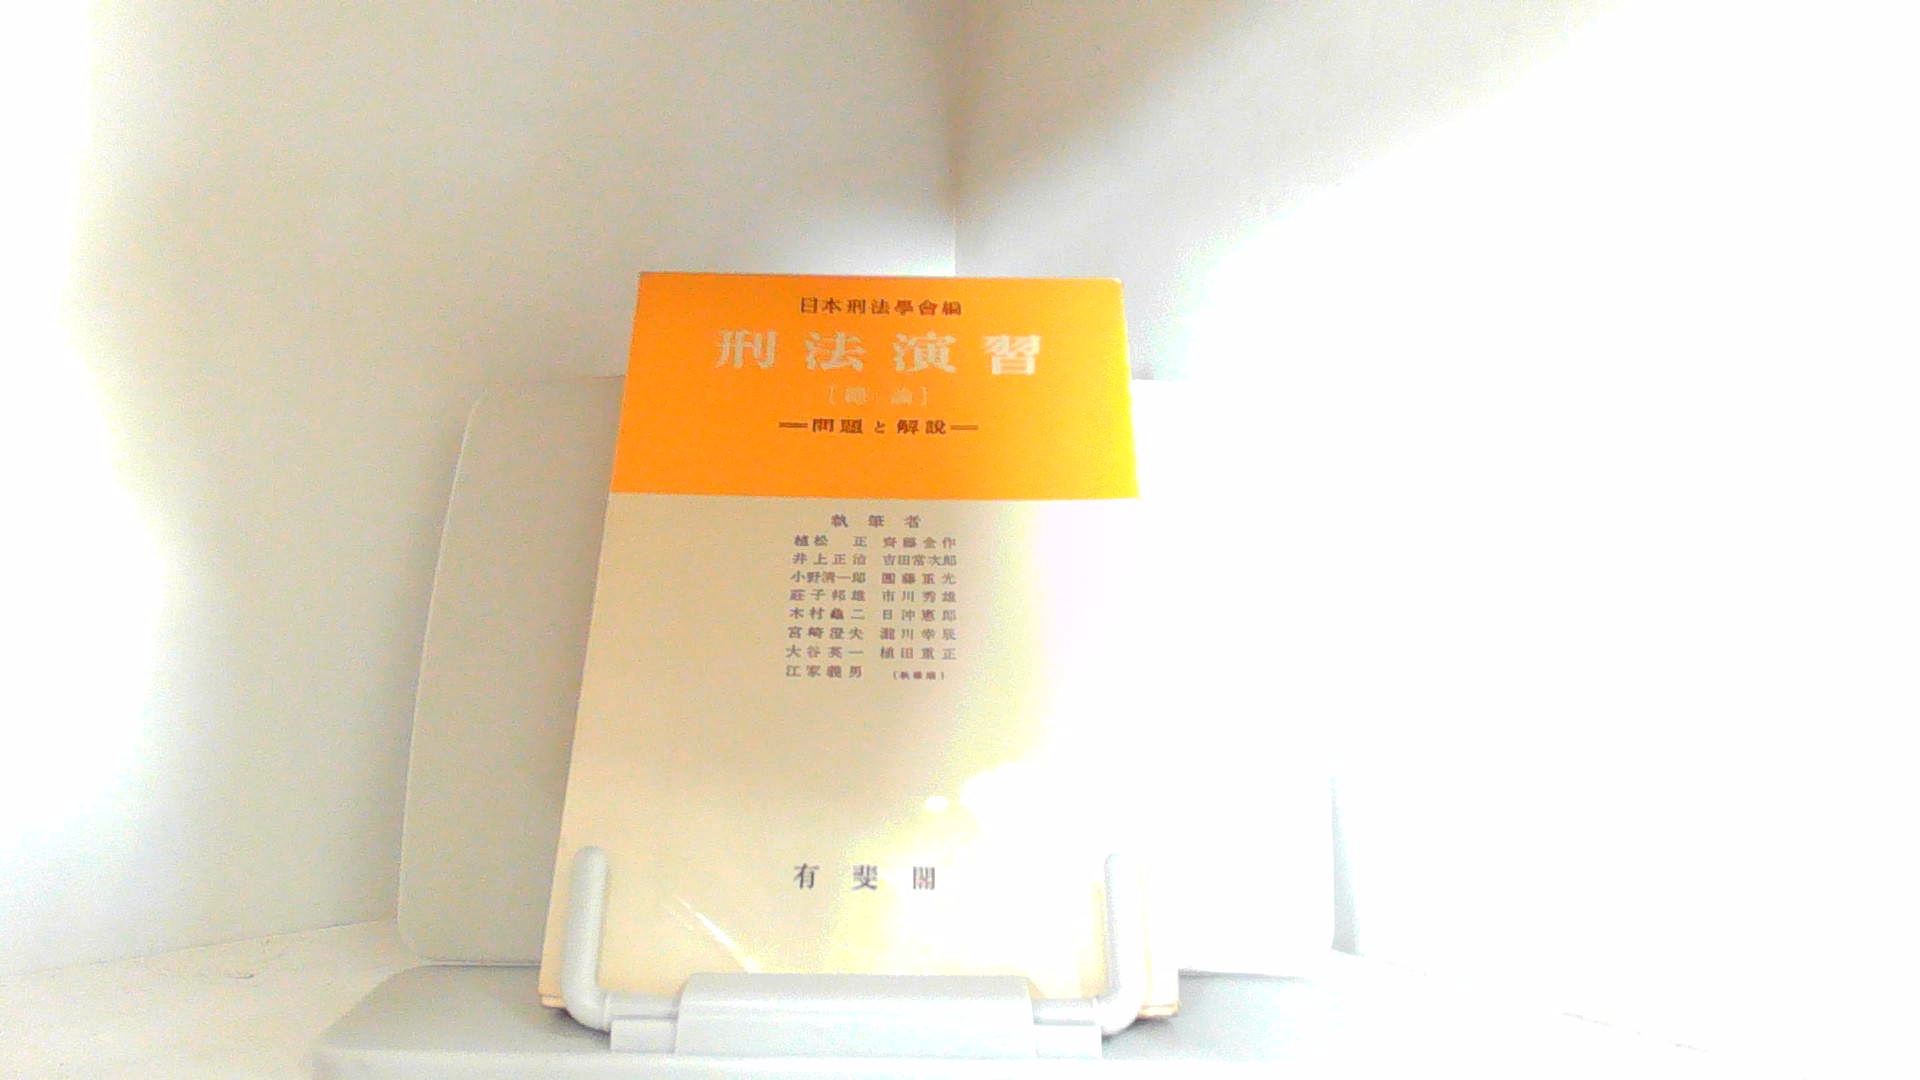 日本刑法學會編
刑法演習
[總論]
―問題と解說―
執筆者
植松 正 齊藤金作
井上正治 吉田常次郎
小野淸一郎 團藤重光
莊子邦雄 市川秀雄
木村龜二 日沖憲郎
宮崎澄夫 瀧川幸辰
大谷英一 植田重正
江家義男 (執筆順)
有斐閣